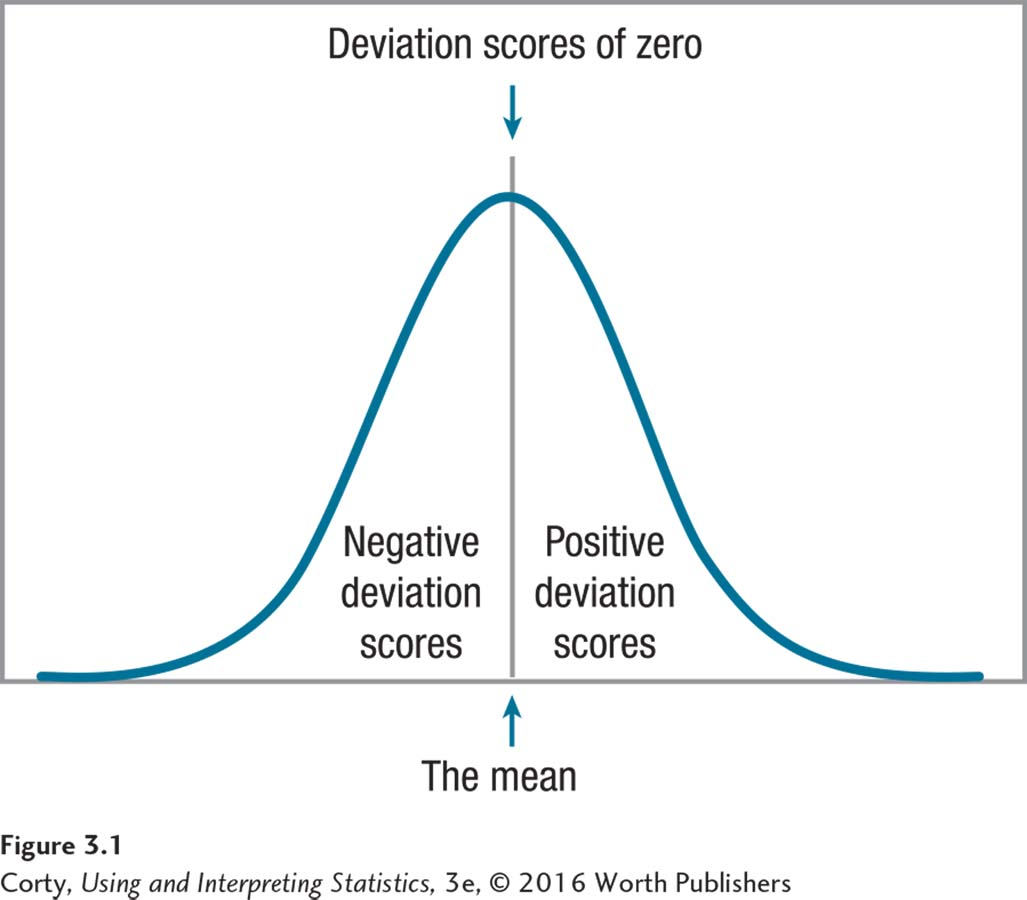 Deviation scores of zero
Negative
deviation
scores
Positive
deviation
scores
The mean
Figure 3.1
Corty, Using and Interpreting Statistics, 3e, © 2016 Worth Publishers